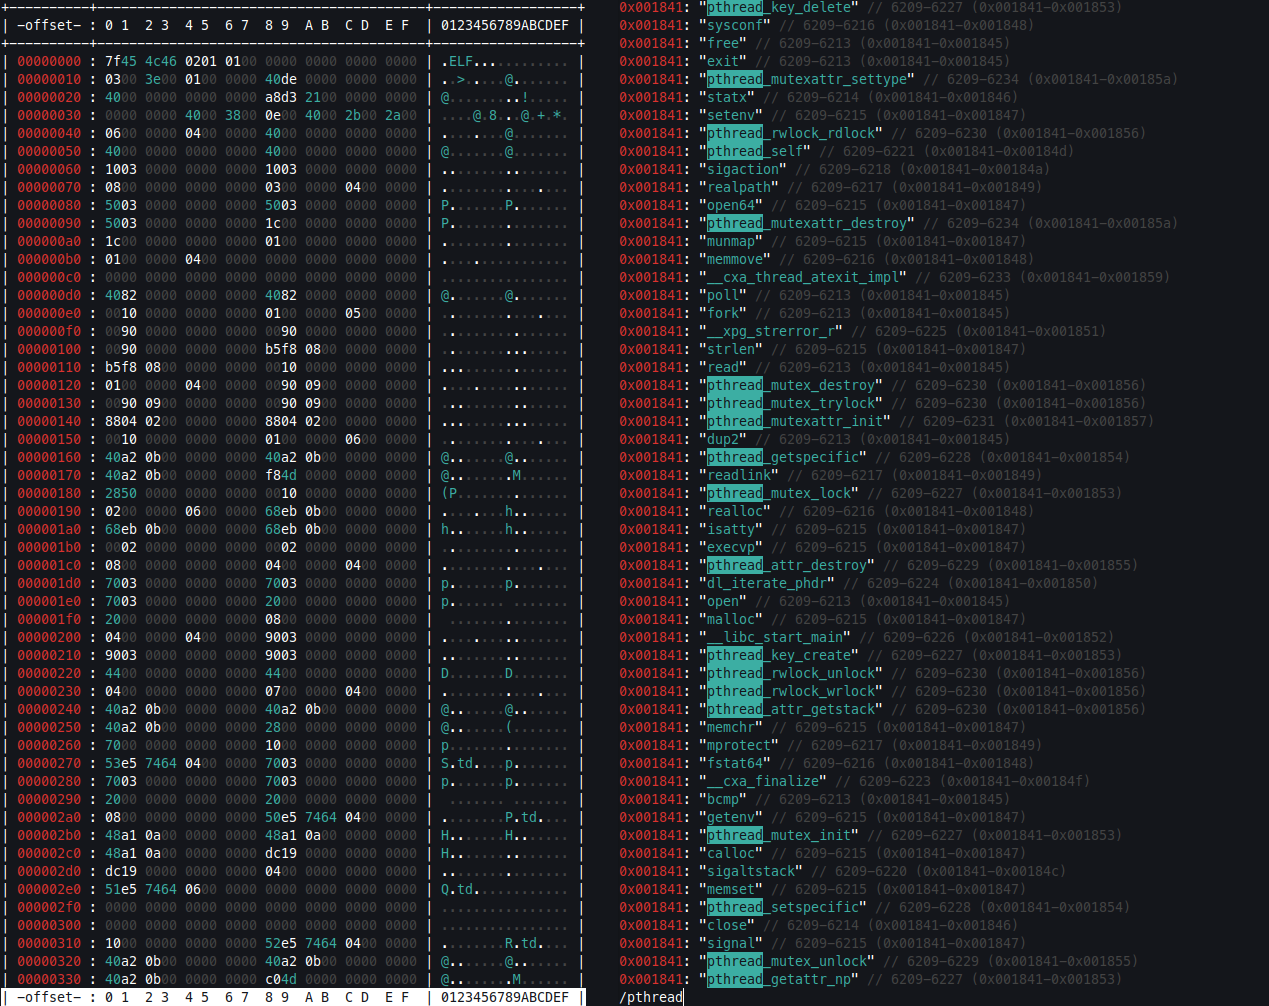 +--------+-----------------------------------------+----------------+
| -offset- : 0 1  2 3  4 5  6 7  8 9  A B  C D  E F | 0123456789ABCDEF |
+--------+-----------------------------------------+----------------+
| 00000000 : 7f45 4c46 0201 0100 0000 0000 0000 0000 | .ELF............ |
| 00000010 : 0300 3e00 0100 0000 40de 0000 0000 0000 | ..>.....@....... |
| 00000020 : 4000 0000 0000 0000 a8d3 2100 0000 0000 | @.........!..... |
| 00000030 : 0000 0000 4000 3800 0e00 4000 2b00 2a00 | ....@.8...@.+.*. |
| 00000040 : 0600 0000 0400 0000 4000 0000 0000 0000 | ........@....... |
| 00000050 : 4000 0000 0000 0000 4000 0000 0000 0000 | @.......@....... |
| 00000060 : 1003 0000 0000 0000 1003 0000 0000 0000 | ................ |
| 00000070 : 0800 0000 0000 0000 0300 0000 0400 0000 | ................ |
| 00000080 : 5003 0000 0000 0000 5003 0000 0000 0000 | P.......P....... |
| 00000090 : 5003 0000 0000 0000 1c00 0000 0000 0000 | P............... |
| 000000a0 : 1c00 0000 0000 0000 0100 0000 0000 0000 | ................ |
| 000000b0 : 0100 0000 0400 0000 0000 0000 0000 0000 | ................ |
| 000000c0 : 0000 0000 0000 0000 0000 0000 0000 0000 | ................ |
| 000000d0 : 4082 0000 0000 0000 4082 0000 0000 0000 | @.......@....... |
| 000000e0 : 0010 0000 0000 0000 0100 0000 0500 0000 | ................ |
| 000000f0 : 0090 0000 0000 0000 0090 0000 0000 0000 | ................ |
| 00000100 : 0090 0000 0000 0000 b5f8 0800 0000 0000 | ................ |
| 00000110 : b5f8 0800 0000 0000 0010 0000 0000 0000 | ................ |
| 00000120 : 0100 0000 0400 0000 0090 0900 0000 0000 | ................ |
| 00000130 : 0090 0900 0000 0000 0090 0900 0000 0000 | ................ |
| 00000140 : 8804 0200 0000 0000 8804 0200 0000 0000 | ................ |
| 00000150 : 0010 0000 0000 0000 0100 0000 0600 0000 | ................ |
| 00000160 : 40a2 0b00 0000 0000 40a2 0b00 0000 0000 | @.......@....... |
| 00000170 : 40a2 0b00 0000 0000 f84d 0000 0000 0000 | @........M...... |
| 00000180 : 2850 0000 0000 0000 0010 0000 0000 0000 | (P.............. |
| 00000190 : 0200 0000 0600 0000 68eb 0b00 0000 0000 | ........h....... |
| 000001a0 : 68eb 0b00 0000 0000 68eb 0b00 0000 0000 | h.......h....... |
| 000001b0 : 0002 0000 0000 0000 0002 0000 0000 0000 | ................ |
| 000001c0 : 0800 0000 0000 0000 0400 0000 0400 0000 | ................ |
| 000001d0 : 7003 0000 0000 0000 7003 0000 0000 0000 | p.......p....... |
| 000001e0 : 7003 0000 0000 0000 2000 0000 0000 0000 | p....... ....... |
| 000001f0 : 2000 0000 0000 0000 0800 0000 0000 0000 |  ............... |
| 00000200 : 0400 0000 0400 0000 9003 0000 0000 0000 | ................ |
| 00000210 : 9003 0000 0000 0000 9003 0000 0000 0000 | ................ |
| 00000220 : 4400 0000 0000 0000 4400 0000 0000 0000 | D.......D....... |
| 00000230 : 0400 0000 0000 0000 0700 0000 0400 0000 | ................ |
| 00000240 : 40a2 0b00 0000 0000 40a2 0b00 0000 0000 | @.......@....... |
| 00000250 : 40a2 0b00 0000 0000 2800 0000 0000 0000 | @.......(....... |
| 00000260 : 7000 0000 0000 0000 1000 0000 0000 0000 | p............... |
| 00000270 : 53e5 7464 0400 0000 7003 0000 0000 0000 | S.td....p....... |
| 00000280 : 7003 0000 0000 0000 7003 0000 0000 0000 | p.......p....... |
| 00000290 : 2000 0000 0000 0000 2000 0000 0000 0000 |  ....... ....... |
| 000002a0 : 0800 0000 0000 0000 50e5 7464 0400 0000 | ........P.td.... |
| 000002b0 : 48a1 0a00 0000 0000 48a1 0a00 0000 0000 | H.......H....... |
| 000002c0 : 48a1 0a00 0000 0000 dc19 0000 0000 0000 | H............... |
| 000002d0 : dc19 0000 0000 0000 0400 0000 0000 0000 | ................ |
| 000002e0 : 51e5 7464 0600 0000 0000 0000 0000 0000 | Q.td............ |
| 000002f0 : 0000 0000 0000 0000 0000 0000 0000 0000 | ................ |
| 00000300 : 0000 0000 0000 0000 0000 0000 0000 0000 | ................ |
| 00000310 : 1000 0000 0000 0000 52e5 7464 0400 0000 | ........R.td.... |
| 00000320 : 40a2 0b00 0000 0000 40a2 0b00 0000 0000 | @.......@....... |
| 00000330 : 40a2 0b00 0000 0000 c04d 0000 0000 0000 | @........M...... |
| -offset- : 0 1  2 3  4 5  6 7  8 9  A B  C D  E F | 0123456789ABCDEF |
0x001841: "pthread_key_delete" // 6209-6227 (0x001841-0x001853)
0x001841: "sysconf" // 6209-6216 (0x001841-0x001848)
0x001841: "free" // 6209-6213 (0x001841-0x001845)
0x001841: "exit" // 6209-6213 (0x001841-0x001845)
0x001841: "pthread_mutexattr_settype" // 6209-6234 (0x001841-0x00185a)
0x001841: "statx" // 6209-6214 (0x001841-0x001846)
0x001841: "setenv" // 6209-6215 (0x001841-0x001847)
0x001841: "pthread_rwlock_rdlock" // 6209-6230 (0x001841-0x001856)
0x001841: "pthread_self" // 6209-6221 (0x001841-0x00184d)
0x001841: "sigaction" // 6209-6218 (0x001841-0x00184a)
0x001841: "realpath" // 6209-6217 (0x001841-0x001849)
0x001841: "open64" // 6209-6215 (0x001841-0x001847)
0x001841: "pthread_mutexattr_destroy" // 6209-6234 (0x001841-0x00185a)
0x001841: "munmap" // 6209-6215 (0x001841-0x001847)
0x001841: "memmove" // 6209-6216 (0x001841-0x001848)
0x001841: "__cxa_thread_atexit_impl" // 6209-6233 (0x001841-0x001859)
0x001841: "poll" // 6209-6213 (0x001841-0x001845)
0x001841: "fork" // 6209-6213 (0x001841-0x001845)
0x001841: "__xpg_strerror_r" // 6209-6225 (0x001841-0x001851)
0x001841: "strlen" // 6209-6215 (0x001841-0x001847)
0x001841: "read" // 6209-6213 (0x001841-0x001845)
0x001841: "pthread_mutex_destroy" // 6209-6230 (0x001841-0x001856)
0x001841: "pthread_mutex_trylock" // 6209-6230 (0x001841-0x001856)
0x001841: "pthread_mutexattr_init" // 6209-6231 (0x001841-0x001857)
0x001841: "dup2" // 6209-6213 (0x001841-0x001845)
0x001841: "pthread_getspecific" // 6209-6228 (0x001841-0x001854)
0x001841: "readlink" // 6209-6217 (0x001841-0x001849)
0x001841: "pthread_mutex_lock" // 6209-6227 (0x001841-0x001853)
0x001841: "realloc" // 6209-6216 (0x001841-0x001848)
0x001841: "isatty" // 6209-6215 (0x001841-0x001847)
0x001841: "execvp" // 6209-6215 (0x001841-0x001847)
0x001841: "pthread_attr_destroy" // 6209-6229 (0x001841-0x001855)
0x001841: "dl_iterate_phdr" // 6209-6224 (0x001841-0x001850)
0x001841: "open" // 6209-6213 (0x001841-0x001845)
0x001841: "malloc" // 6209-6215 (0x001841-0x001847)
0x001841: "__libc_start_main" // 6209-6226 (0x001841-0x001852)
0x001841: "pthread_key_create" // 6209-6227 (0x001841-0x001853)
0x001841: "pthread_rwlock_unlock" // 6209-6230 (0x001841-0x001856)
0x001841: "pthread_rwlock_wrlock" // 6209-6230 (0x001841-0x001856)
0x001841: "pthread_attr_getstack" // 6209-6230 (0x001841-0x001856)
0x001841: "memchr" // 6209-6215 (0x001841-0x001847)
0x001841: "mprotect" // 6209-6217 (0x001841-0x001849)
0x001841: "fstat64" // 6209-6216 (0x001841-0x001848)
0x001841: "__cxa_finalize" // 6209-6223 (0x001841-0x00184f)
0x001841: "bcmp" // 6209-6213 (0x001841-0x001845)
0x001841: "getenv" // 6209-6215 (0x001841-0x001847)
0x001841: "pthread_mutex_init" // 6209-6227 (0x001841-0x001853)
0x001841: "calloc" // 6209-6215 (0x001841-0x001847)
0x001841: "sigaltstack" // 6209-6220 (0x001841-0x00184c)
0x001841: "memset" // 6209-6215 (0x001841-0x001847)
0x001841: "pthread_setspecific" // 6209-6228 (0x001841-0x001854)
0x001841: "close" // 6209-6214 (0x001841-0x001846)
0x001841: "signal" // 6209-6215 (0x001841-0x001847)
0x001841: "pthread_mutex_unlock" // 6209-6229 (0x001841-0x001855)
0x001841: "pthread_getattr_np" // 6209-6227 (0x001841-0x001853)
/pthread